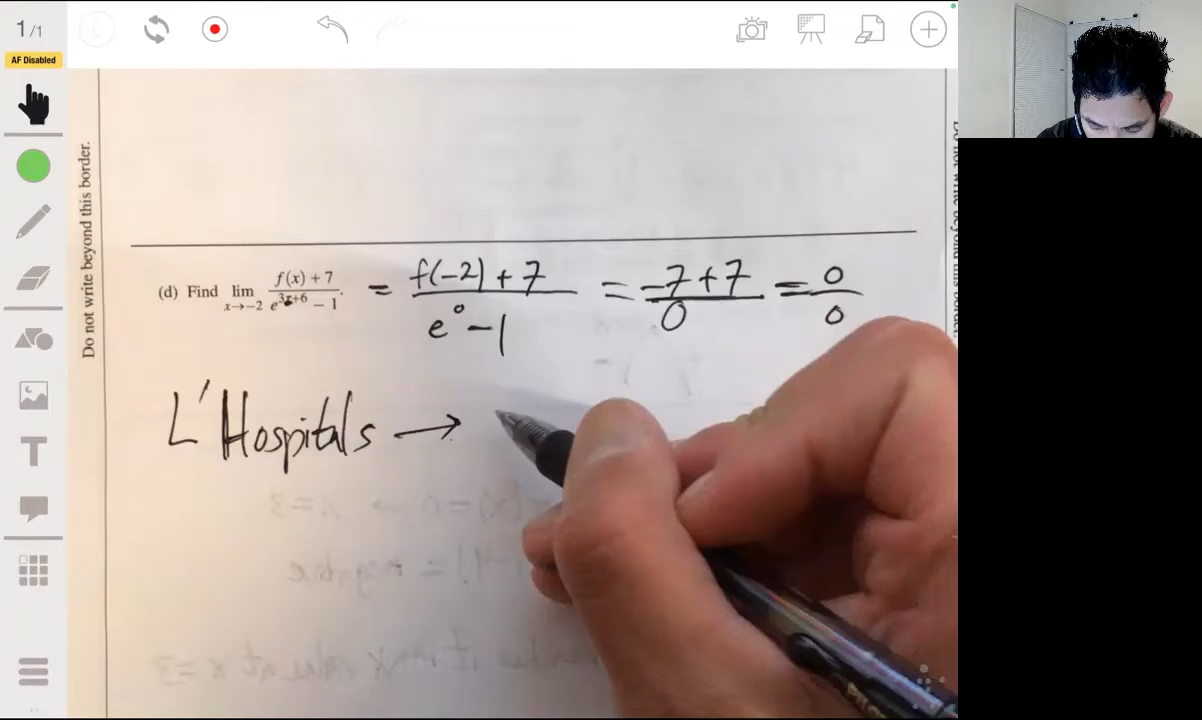 1/1
AF Disabled
T
Do not write beyond this border.
(d) Find lim x→-2 f(x) + 7 / e^3x+6 − 1 . = f(-2) + 7 / e^0 - 1 = -7 + 7 / 0 = 0 / 0
L'Hospitals →